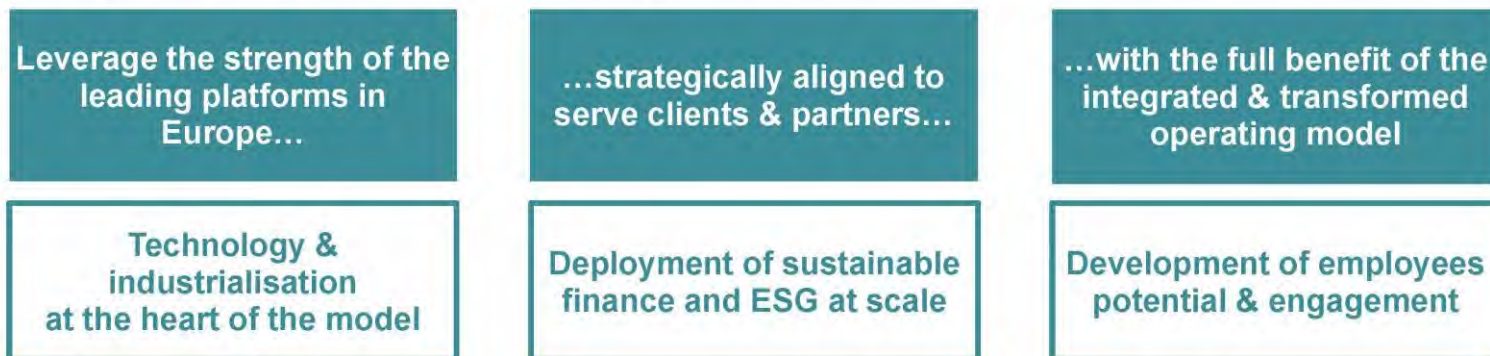 Leverage the strength of the
leading platforms in
Europe…
…strategically aligned to
serve clients & partners…
…with the full benefit of the
integrated & transformed
operating model
Technology &
industrialisation
at the heart of the model
Deployment of sustainable
finance and ESG at scale
Development of employees
potential & engagement